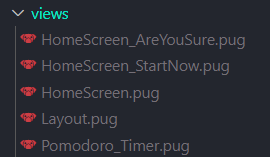 views
HomeScreen_AreYouSure.pug
HomeScreen_StartNow.pug
HomeScreen.pug
Layout.pug
Pomodoro_Timer.pug